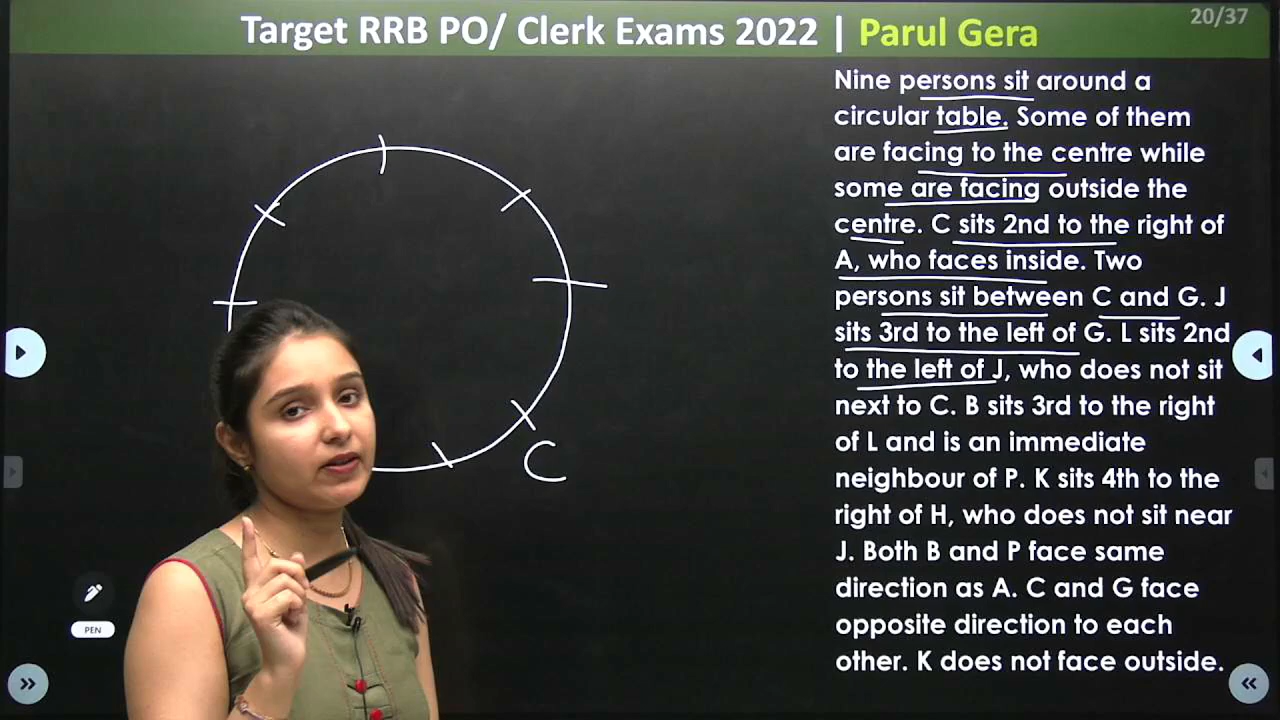 20/37
Target RRB PO/ Clerk Exams 2022 | Parul Gera
Nine persons sit around a
circular table. Some of them
are facing to the centre while
some are facing outside the
centre. C sits 2nd to the right of
A, who faces inside. Two
persons sit between C and G. J
sits 3rd to the left of G. L sits 2nd
to the left of J, who does not sit
next to C. B sits 3rd to the right
of L and is an immediate
neighbour of P. K sits 4th to the
right of H, who does not sit near
J. Both B and P face same
direction as A. C and G face
opposite direction to each
other. K does not face outside.
C
PEN